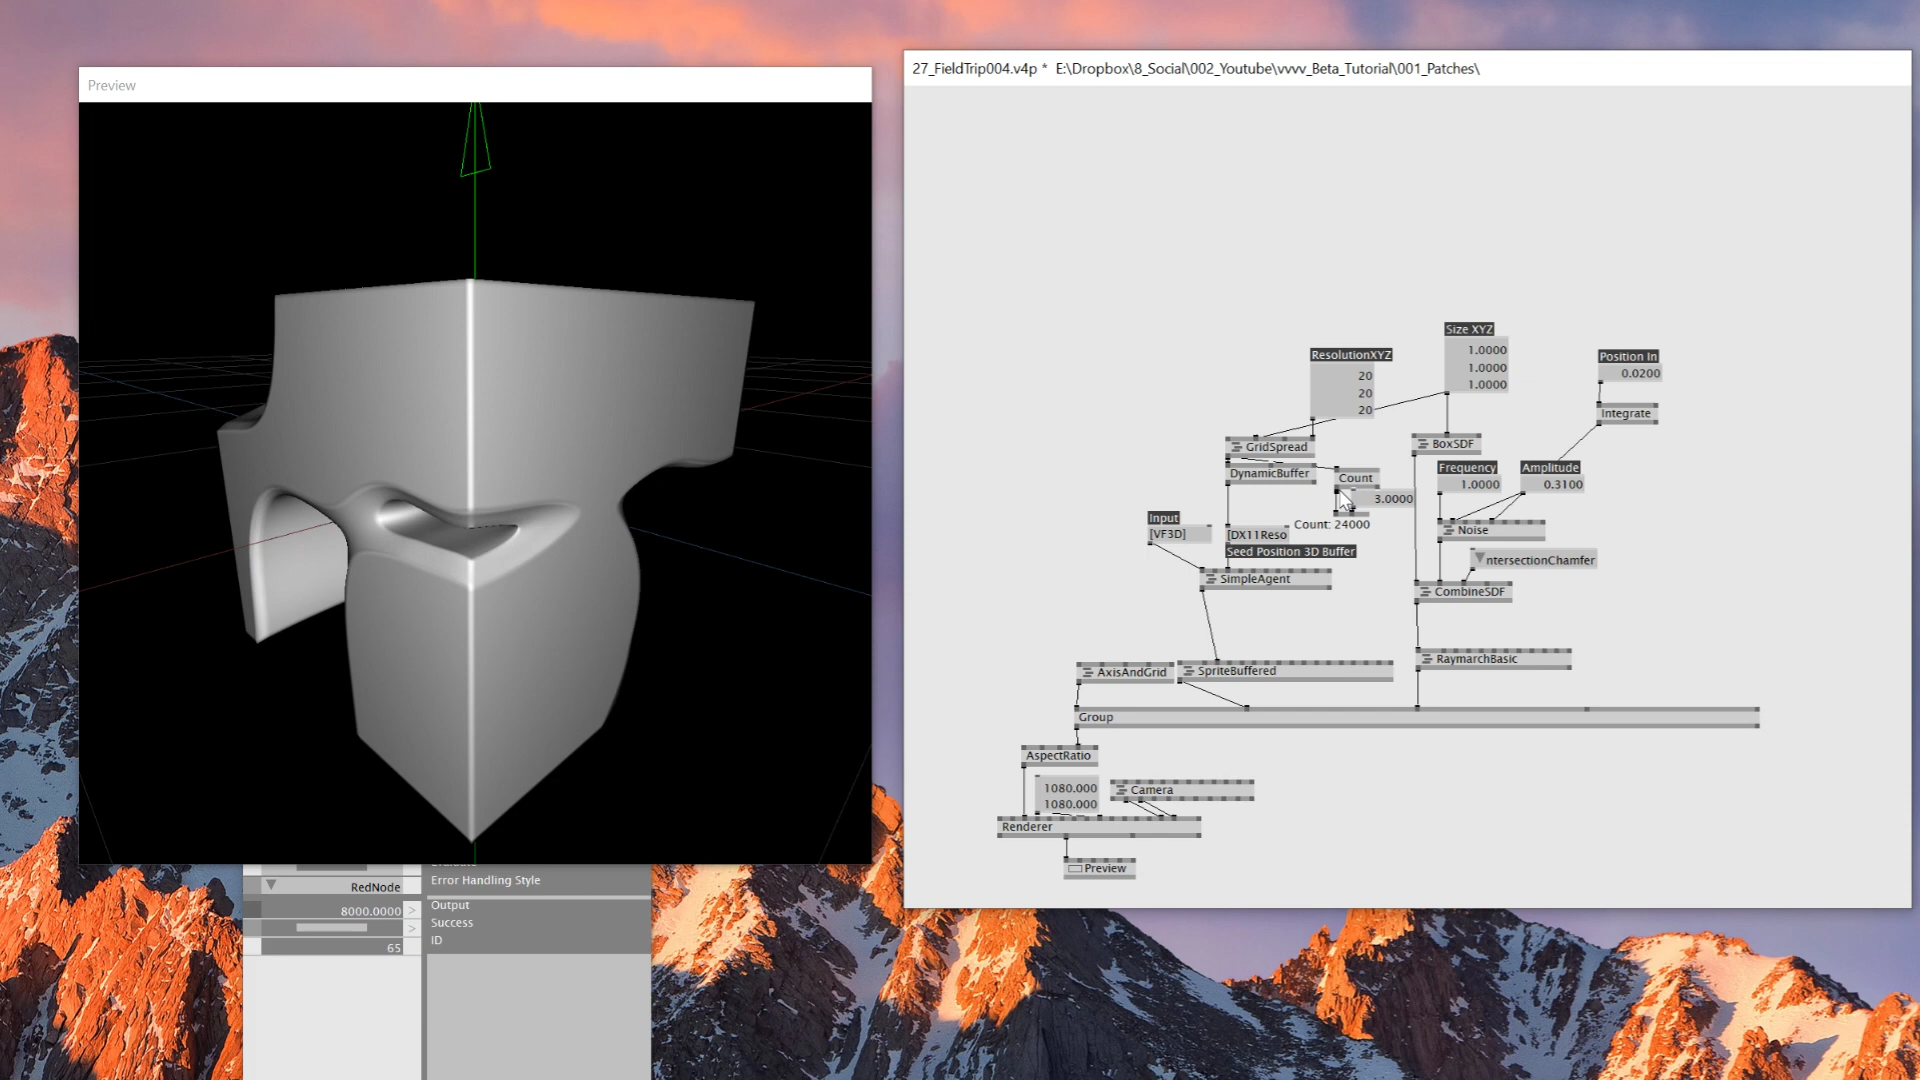 Preview
27_FieldTrip004.v4p * E:\Dropbox\8_Social\002_Youtube\vvvv_Beta_Tutorial\001_Patches\
Size XYZ
1.0000
1.0000
1.0000
ResolutionXYZ
20
20
20
Position In
0.0200
Integrate
GridSpread
BoxSDF
DynamicBuffer
Count
Frequency
1.0000
Amplitude
0.3100
3.0000
Count: 24000
Input
[VF3D]
[DX11Reso
Noise
Seed Position 3D Buffer
ntersectionChamfer
SimpleAgent
CombineSDF
RaymarchBasic
AxisAndGrid
SpriteBuffered
Group
AspectRatio
1080.000
1080.000
Camera
Renderer
Preview
Error Handling Style
RedNode
Output
8000.0000 >
Success
>
ID
65